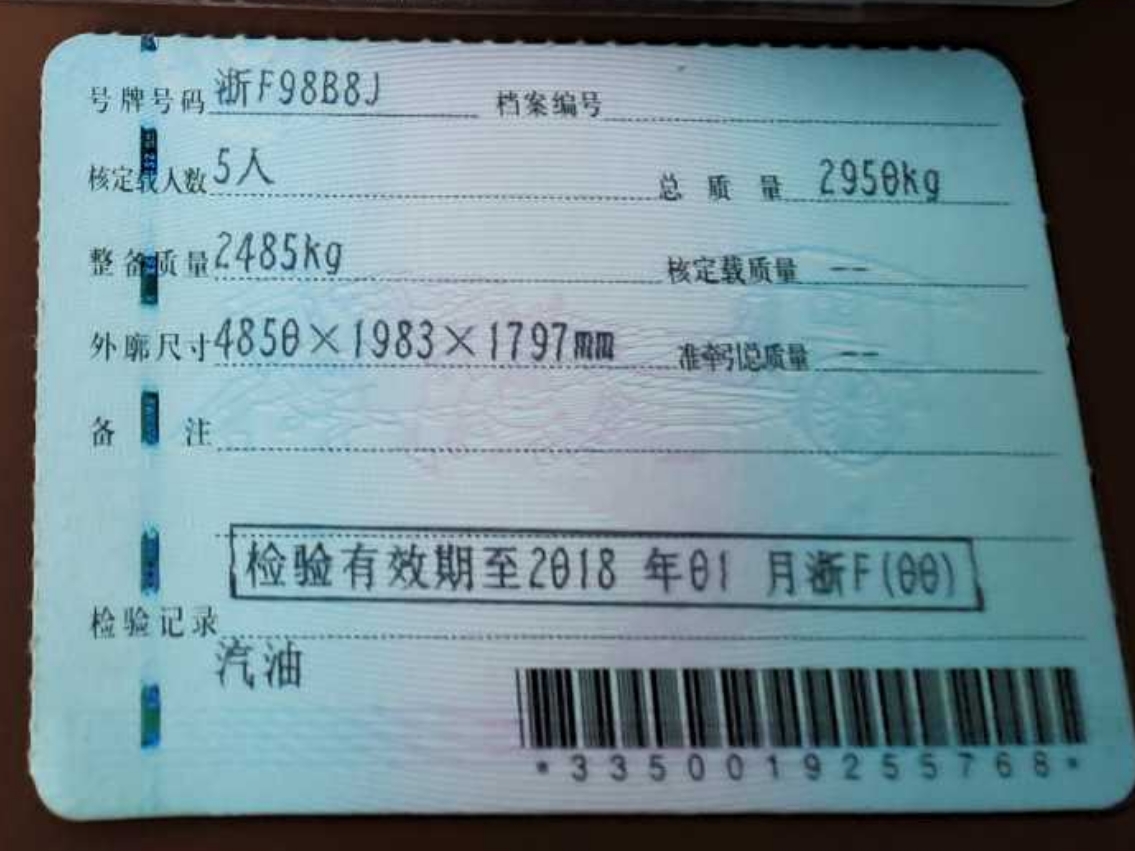 号牌号码 浙F98B8J 档案编号
核定载人数 5人 总质量 2950kg
整备质量 2485kg 核定载质量 --
外廓尺寸 4850×1983×1797mm 准牵引总质量 --
备注
检验有效期至2018 年01 月浙F(00)
检验记录
汽油
*3350019255768*